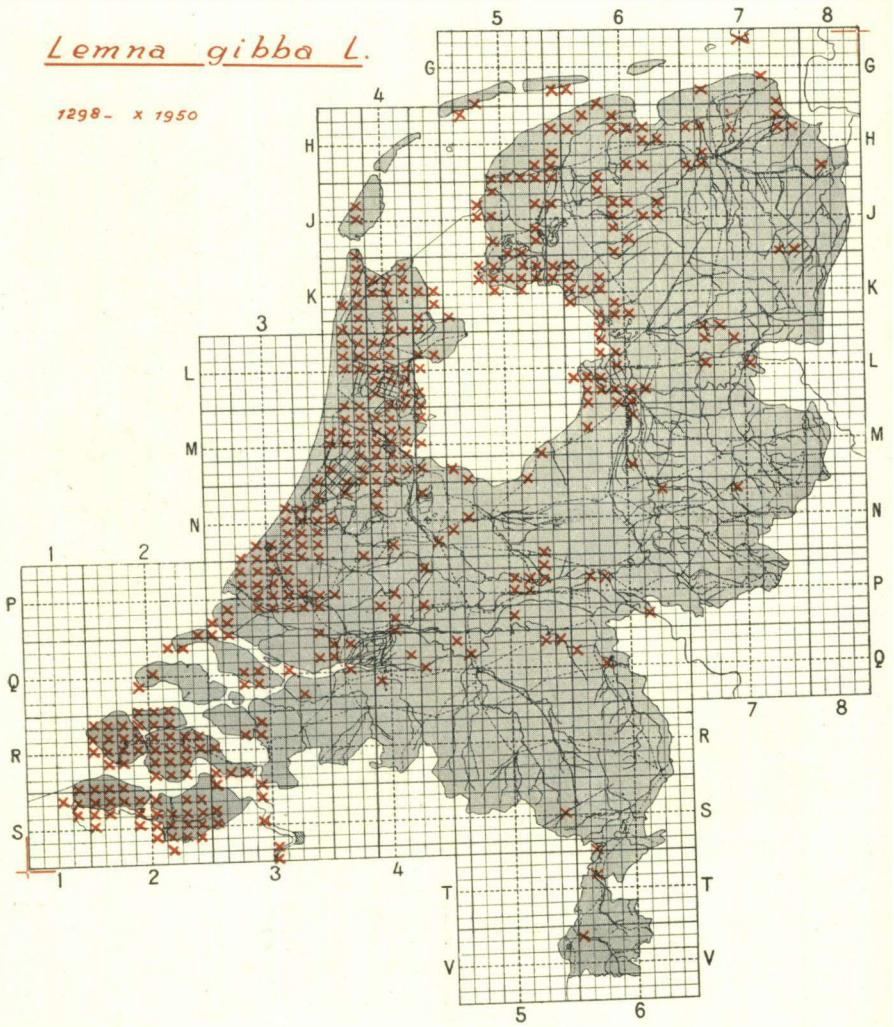 Lemna gibba L.
1298- x 1950
5 6 7 8
G G
4
H H
J J
K K
3
L L
M M
N N
1 2
P P
Q Q
7 8
R R
S S
1 2 3 4
T T
V V
5 6